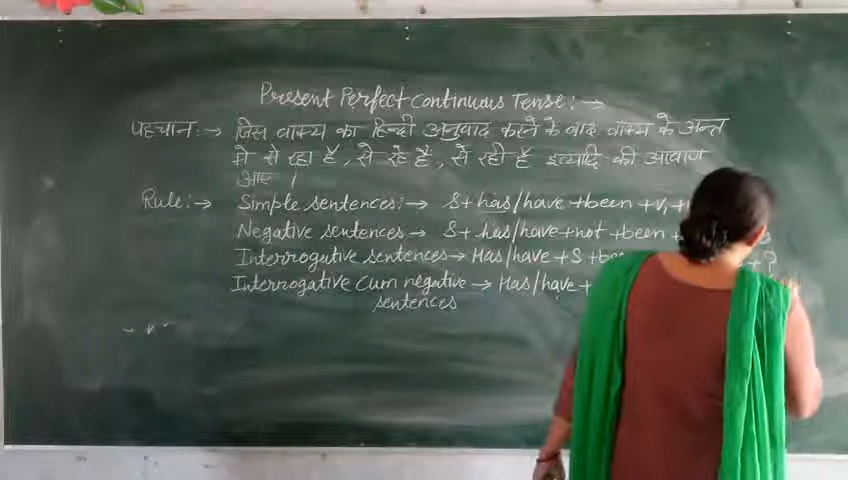 Present Perfect Continuous Tense:→
पहचान:→ जिस वाक्य का हिन्दी अनुवाद करने के बाद वाक्य के अन्त
मे से रहा है, से रहे है, से रही है इत्यादि की आवाज
आए ।
Rule:→ Simple sentences:→ S+ has/have +been +V₁+
Negative sentences → S+ has/have+not +been +
Interrogative sentences→ Has/have + S + +?
Interrogative Cum negative → Has/have +
sentences